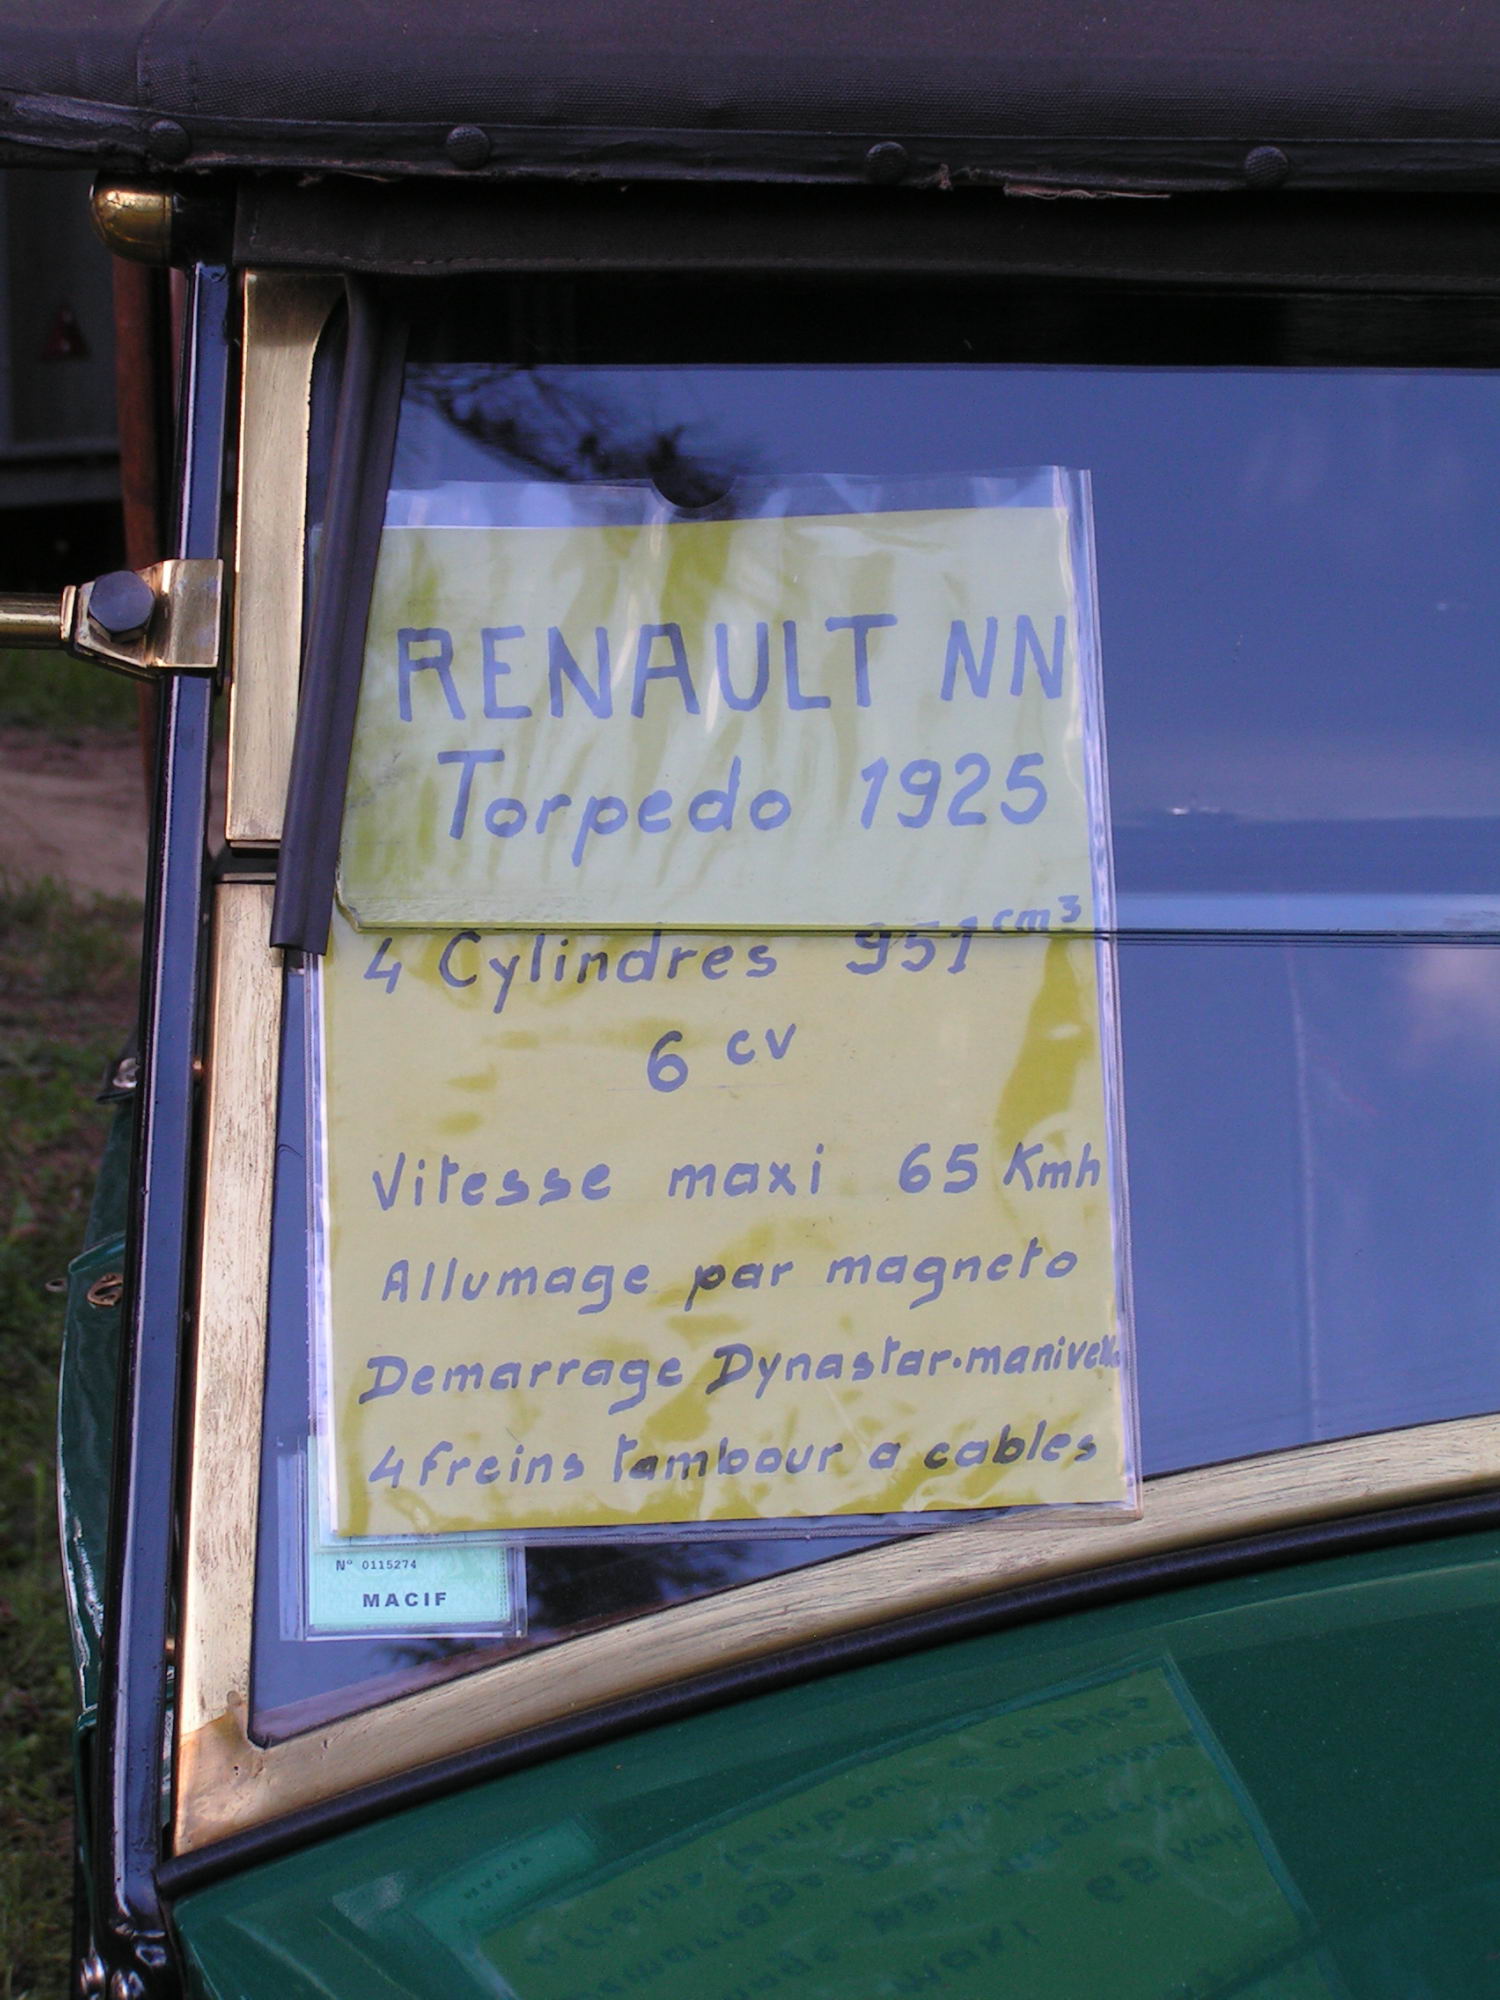 RENAULT NN
Torpedo 1925
4 Cylindres 951 cm³
6 cv
Vitesse maxi 65 Kmh
Allumage par magneto
Demarrage Dynastar-manivelle
4 freins tambour a cables
N° 0115274
MACIF